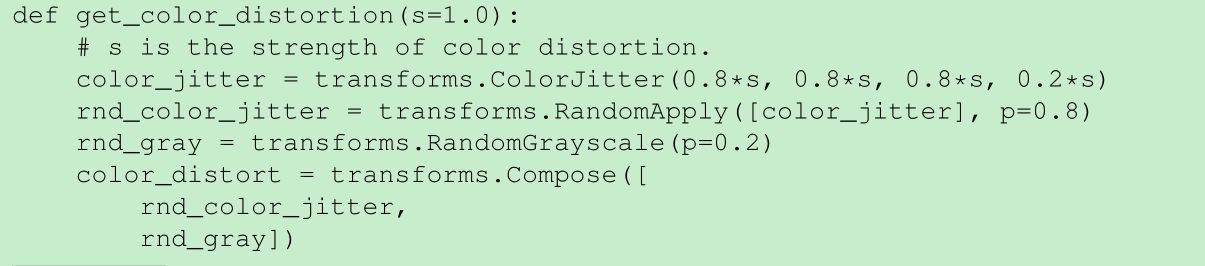 def get_color_distortion(s=1.0):
    # s is the strength of color distortion.
    color_jitter = transforms.ColorJitter(0.8*s, 0.8*s, 0.8*s, 0.2*s)
    rnd_color_jitter = transforms.RandomApply([color_jitter], p=0.8)
    rnd_gray = transforms.RandomGrayscale(p=0.2)
    color_distort = transforms.Compose([
        rnd_color_jitter,
        rnd_gray])